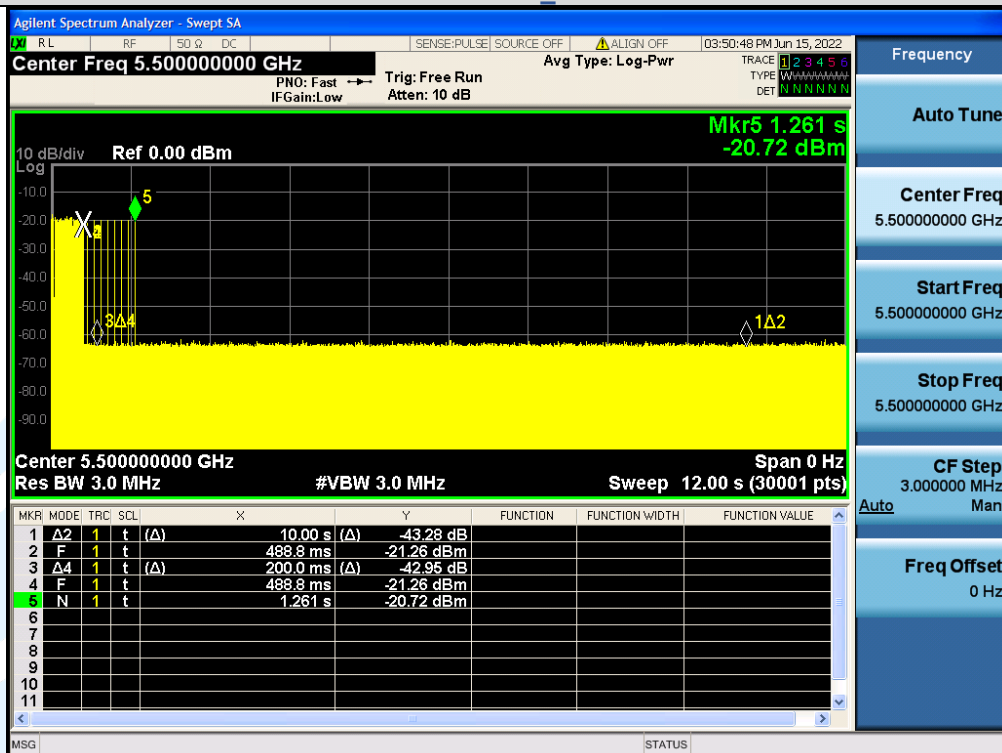 Agilent Spectrum Analyzer - Swept SA
LXI RL RF 50 Ω DC SENSE:PULSE SOURCE OFF ALIGN OFF 03:50:48 PM Jun 15, 2022
Center Freq 5.500000000 GHz
PNO: Fast
IFGain:Low
Trig: Free Run
Atten: 10 dB
Avg Type: Log-Pwr
TRACE 1 2 3 4 5 6
TYPE WWWWWW
DET N N N N N N
Mkr5 1.261 s
-20.72 dBm
10 dB/div
Log
Ref 0.00 dBm
-10.0
-20.0
-30.0
-40.0
-50.0
-60.0
-70.0
-80.0
-90.0
5
3Δ4
1Δ2
Center 5.500000000 GHz Span 0 Hz
Res BW 3.0 MHz #VBW 3.0 MHz Sweep 12.00 s (30001 pts)
MKR MODE TRC SCL X Y FUNCTION FUNCTION WIDTH FUNCTION VALUE
1 Δ2 1 t (Δ) 10.00 s (Δ) -43.28 dB
2 F 1 t 488.8 ms -21.26 dBm
3 Δ4 1 t (Δ) 200.0 ms (Δ) -42.95 dB
4 F 1 t 488.8 ms -21.26 dBm
5 N 1 t 1.261 s -20.72 dBm
6
7
8
9
10
11
MSG STATUS
Frequency
Auto Tune
Center Freq
5.500000000 GHz
Start Freq
5.500000000 GHz
Stop Freq
5.500000000 GHz
CF Step
3.000000 MHz
Auto Man
Freq Offset
0 Hz